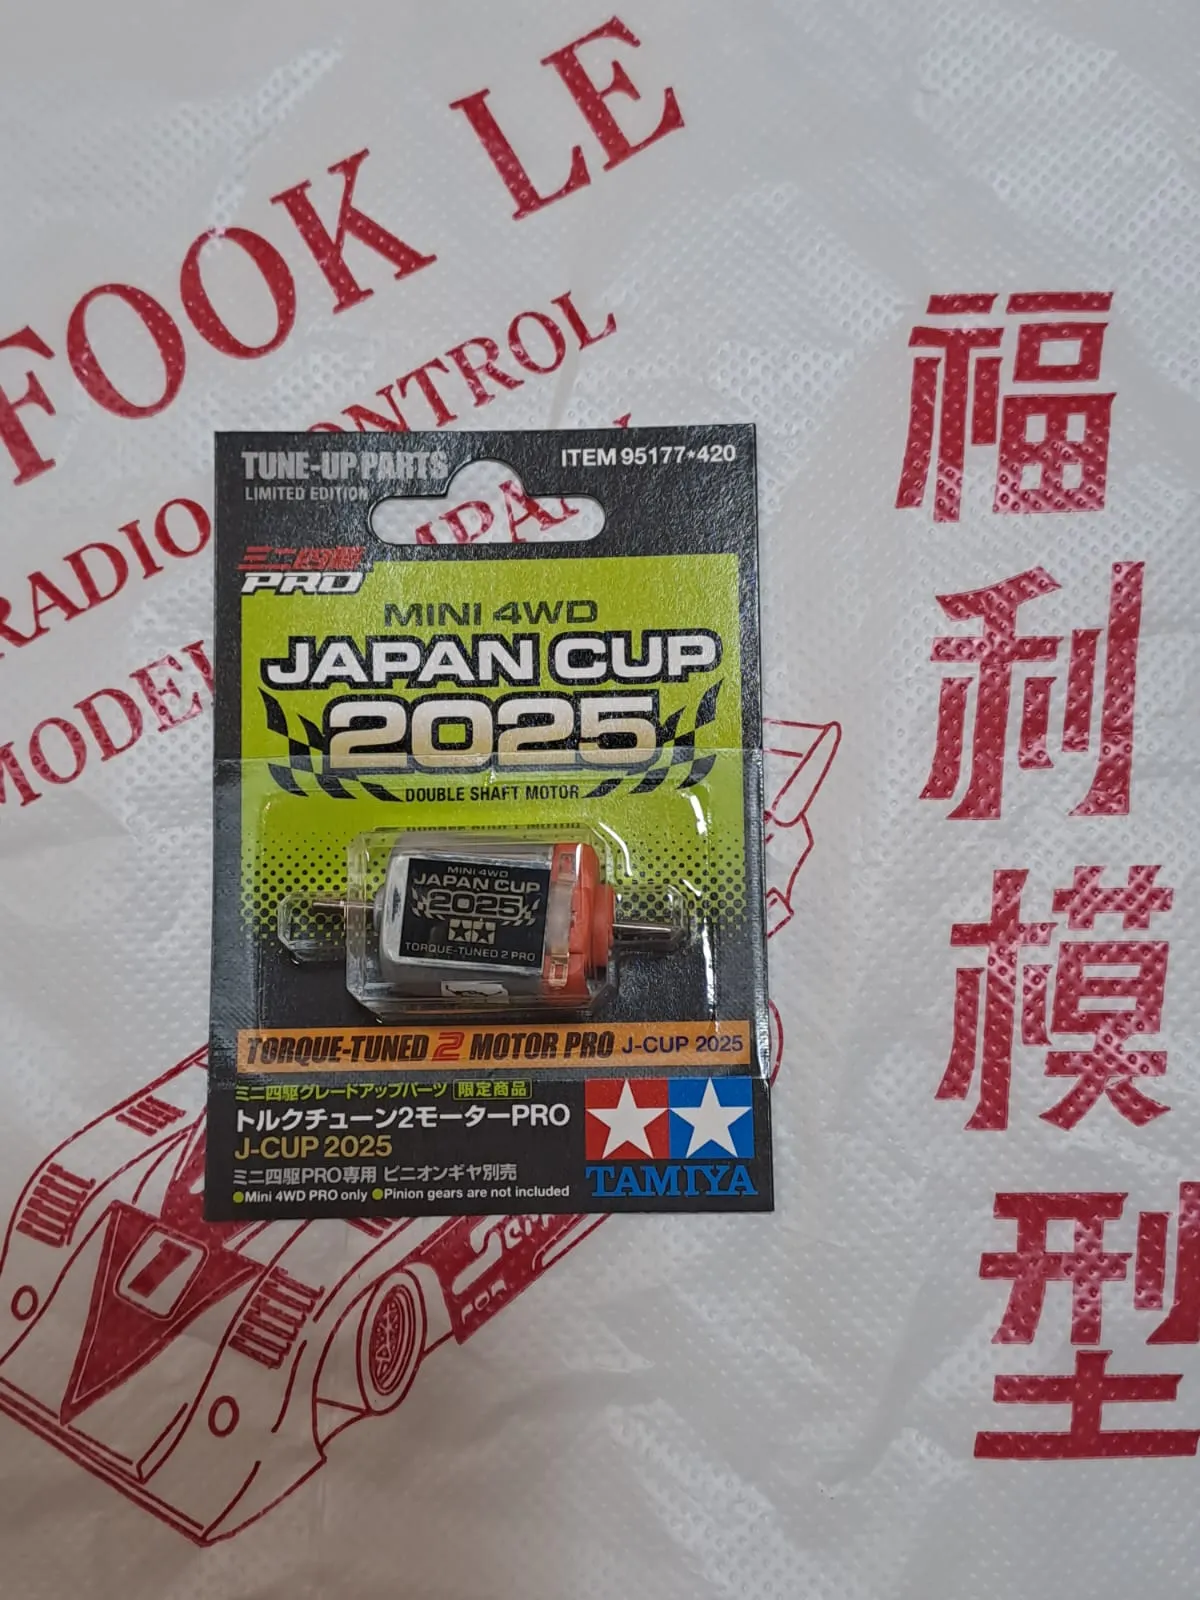 FOOK LE
RADIO CONTROL
MODEL
福利模型
TUNE-UP PARTS
LIMITED EDITION
ITEM 95177*420
ミニ四駆
PRO
MINI 4WD
JAPAN CUP
2025
DOUBLE SHAFT MOTOR
MINI 4WD
JAPAN CUP
2025
TORQUE-TUNED 2 PRO
TORQUE-TUNED 2 MOTOR PRO J-CUP 2025
ミニ四駆グレードアップパーツ 限定商品
トルクチューン2モーターPRO
J-CUP 2025
ミニ四駆PRO専用 ピニオンギヤ別売
●Mini 4WD PRO only ●Pinion gears are not included
TAMIYA